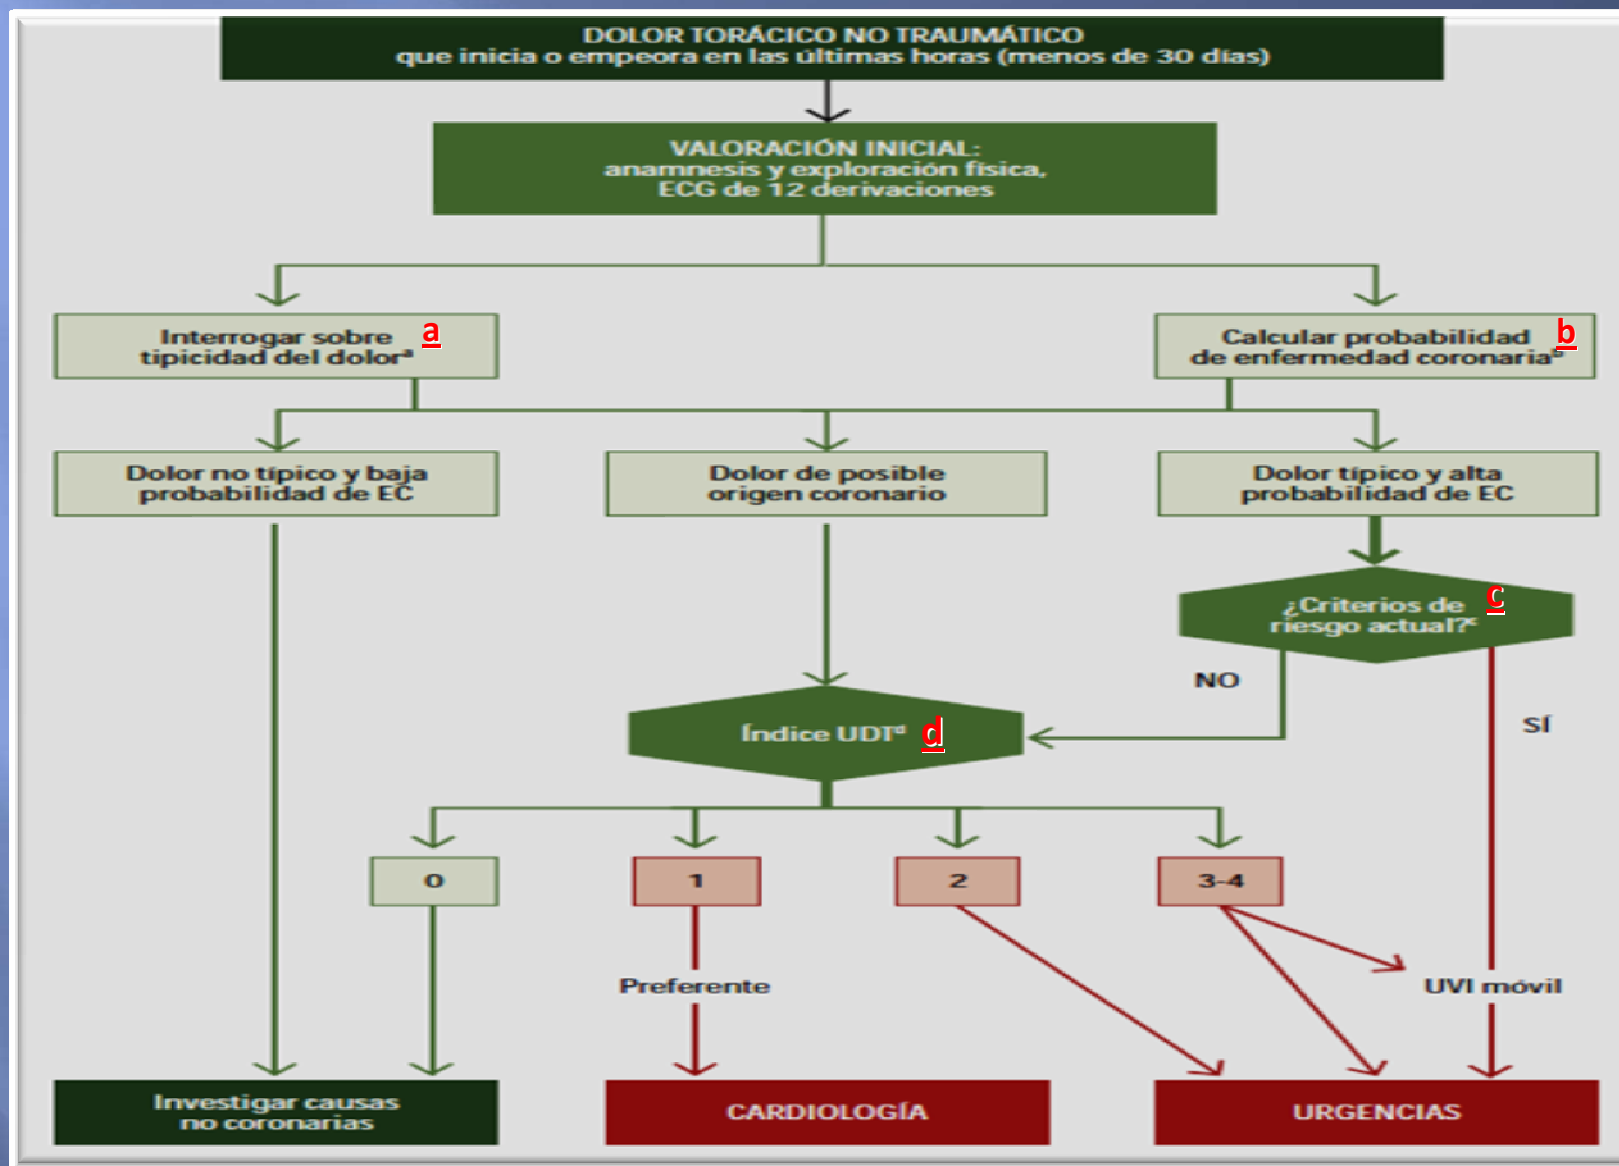 DOLOR TORÁCICO NO TRAUMÁTICO
que inicia o empeora en las últimas horas (menos de 30 días)
VALORACIÓN INICIAL:
anamnesis y exploración física,
ECG de 12 derivaciones
Interrogar sobre a
tipicidad del dolorª
Calcular probabilidad b
de enfermedad coronariaᵇ
Dolor no típico y baja
probabilidad de EC
Dolor de posible
origen coronario
Dolor típico y alta
probabilidad de EC
¿Criterios de c
riesgo actual?ᶜ
NO
SÍ
Índice UDTᵈ d
0
1
2
3-4
Preferente
UVI móvil
Investigar causas
no coronarias
CARDIOLOGÍA
URGENCIAS